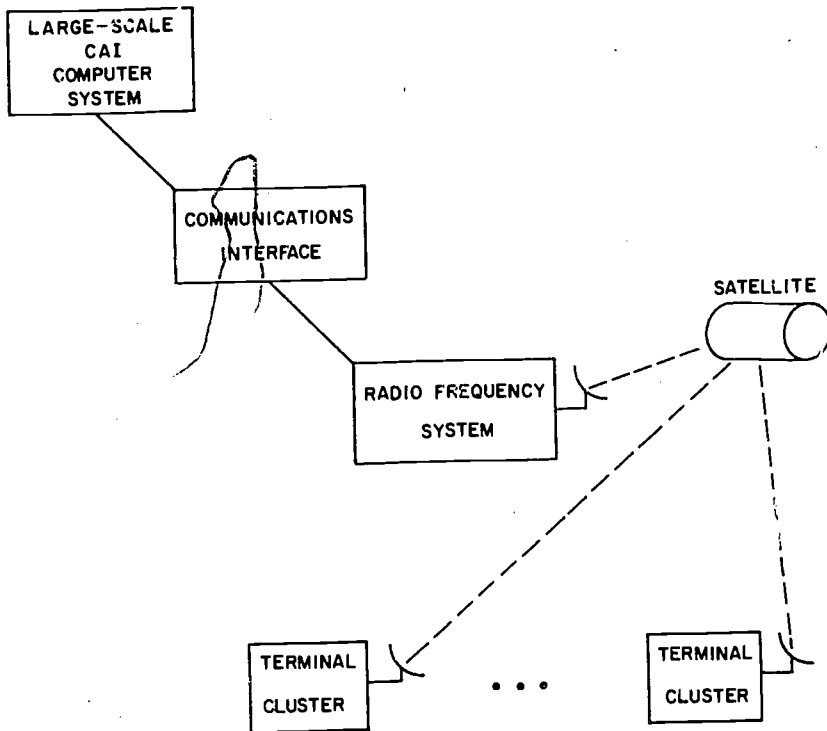 LARGE-SCALE
CAI
COMPUTER
SYSTEM
COMMUNICATIONS
INTERFACE
SATELLITE
RADIO FREQUENCY
SYSTEM
TERMINAL
CLUSTER
• • •
TERMINAL
CLUSTER